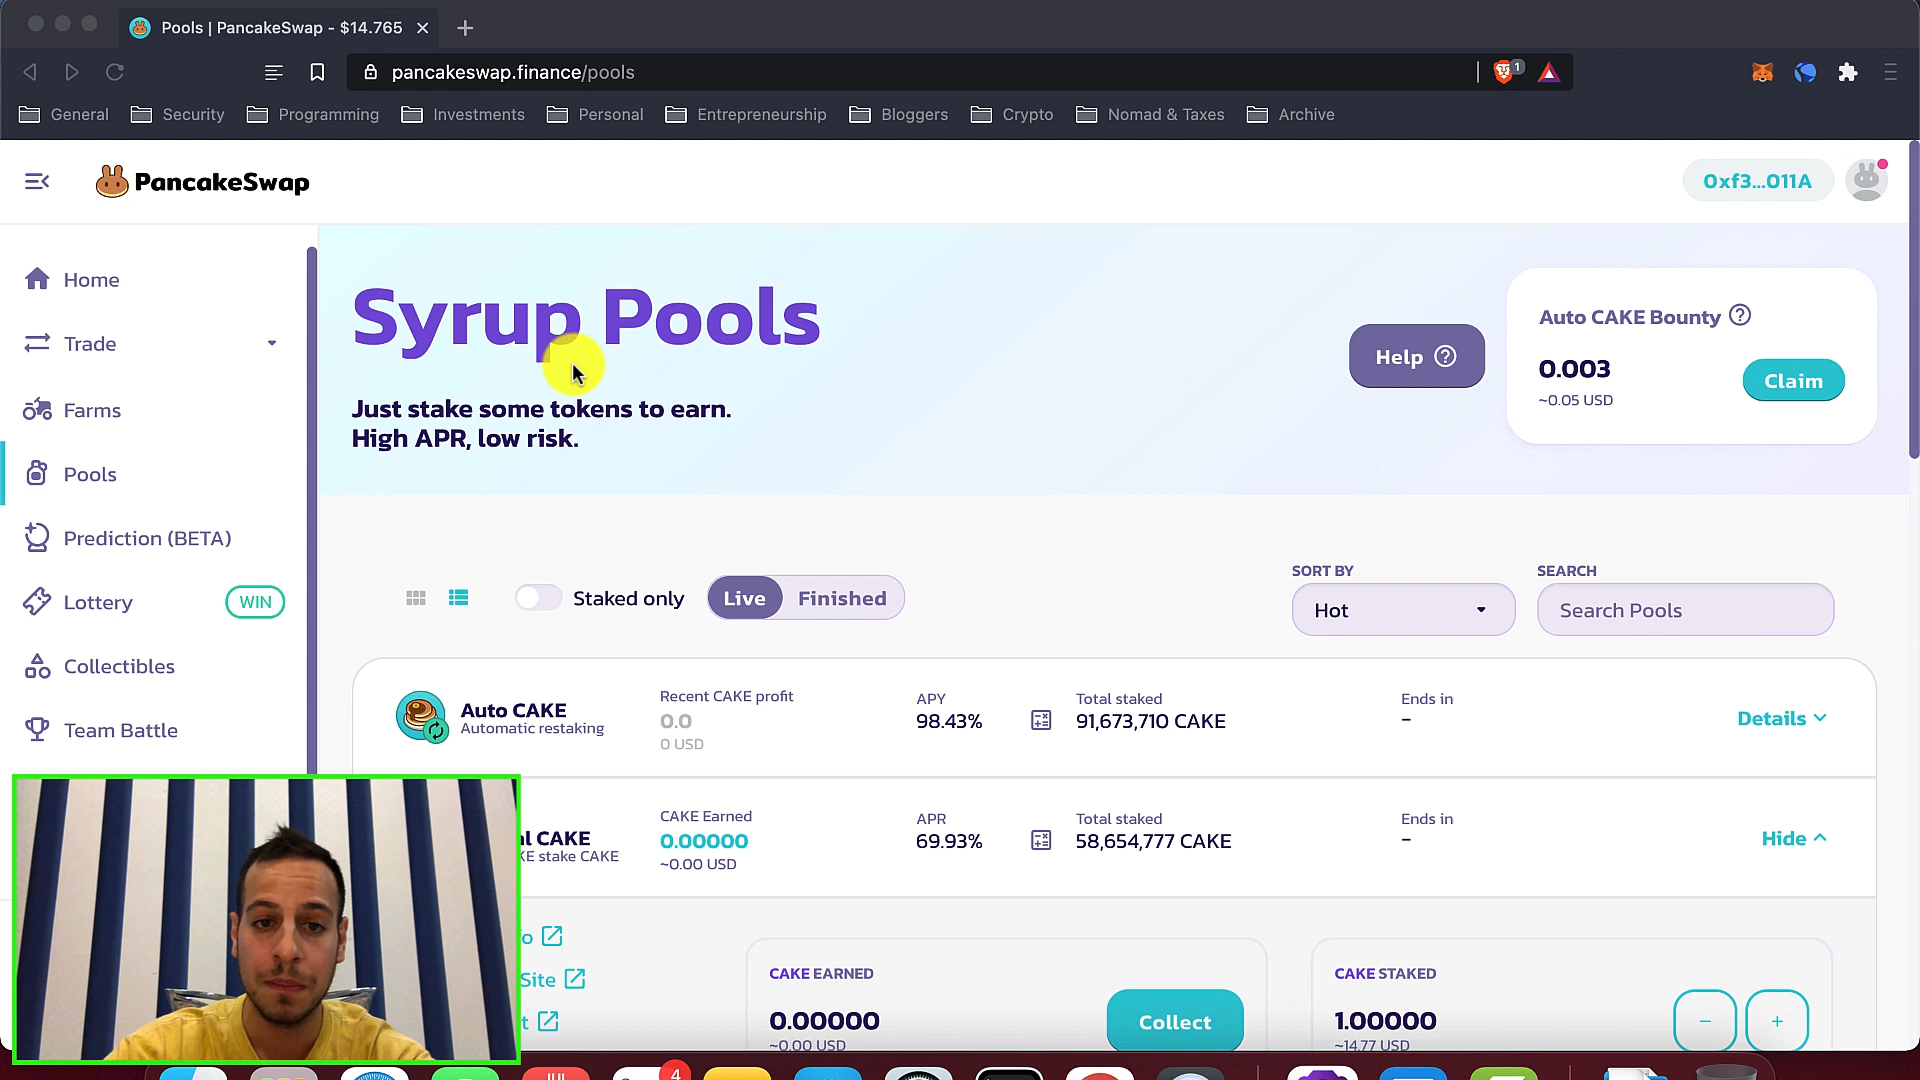 Pools | PancakeSwap - $14.765
pancakeswap.finance/pools
1
General
Security
Programming
Investments
Personal
Entrepreneurship
Bloggers
Crypto
Nomad & Taxes
Archive
PancakeSwap
0xf3...011A
Home
Trade
Farms
Pools
Prediction (BETA)
Lottery
WIN
Collectibles
Team Battle
Syrup Pools
Just stake some tokens to earn.
High APR, low risk.
Help
Auto CAKE Bounty
0.003
~0.05 USD
Claim
Staked only
Live
Finished
SORT BY
Hot
SEARCH
Search Pools
Auto CAKE
Automatic restaking
Recent CAKE profit
0.0
0 USD
APY
98.43%
Total staked
91,673,710 CAKE
Ends in
-
Details
CAKE
stake CAKE
CAKE Earned
0.00000
~0.00 USD
APR
69.93%
Total staked
58,654,777 CAKE
Ends in
-
Hide
Site
CAKE EARNED
0.00000
~0.00 USD
Collect
CAKE STAKED
1.00000
~14.77 USD
-
+
4